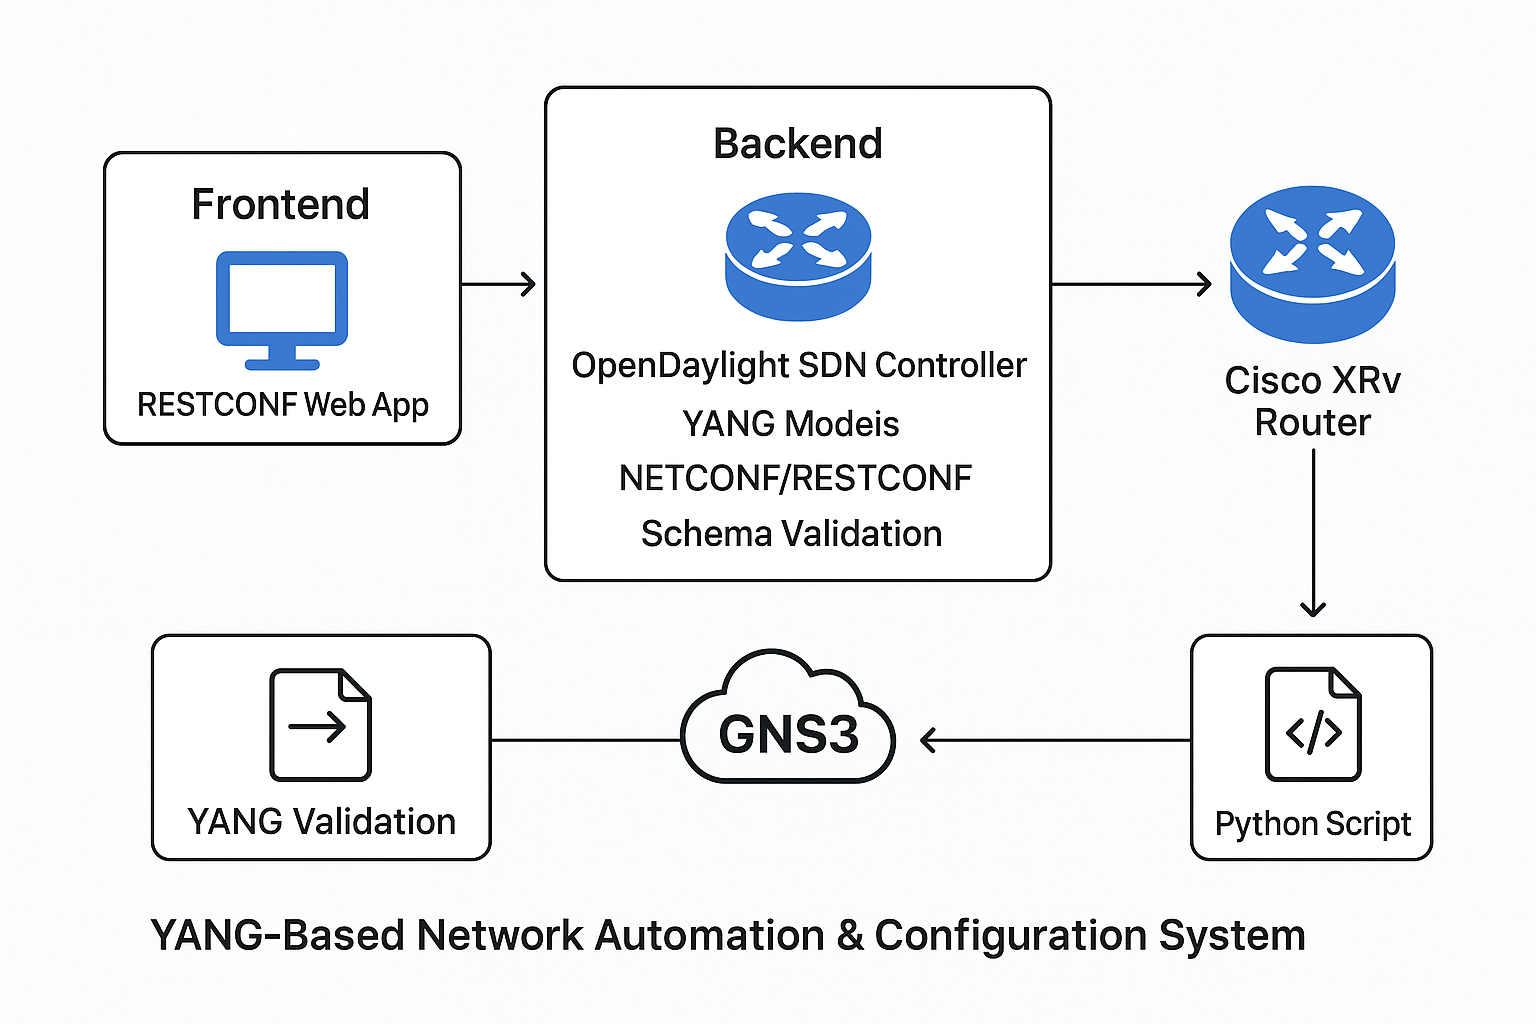 Frontend
RESTCONF Web App
Backend
OpenDaylight SDN Controller
YANG Modeis
NETCONF/RESTCONF
Schema Validation
Cisco XRv
Router
YANG Validation
GNS3
</>
Python Script
YANG-Based Network Automation & Configuration System